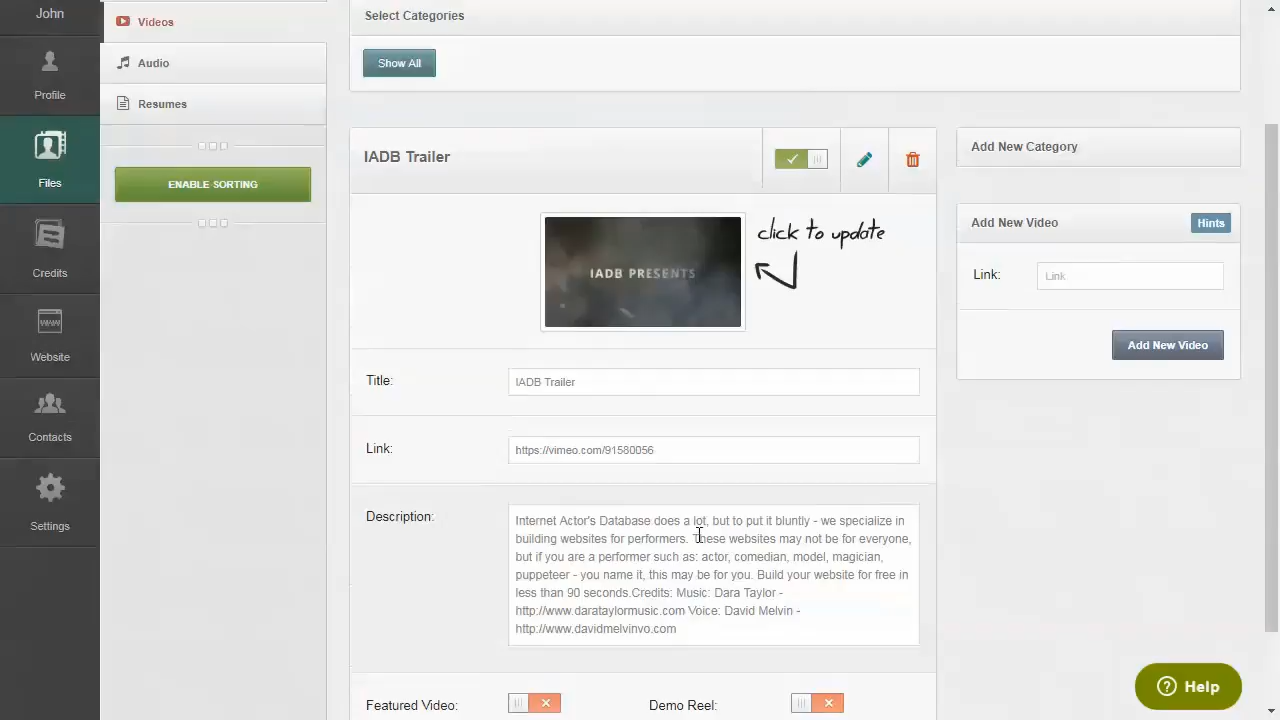 John
Profile
Files
Credits
WWW
Website
Contacts
Settings
Videos
Audio
Resumes
ENABLE SORTING
Select Categories
Show All
IADB Trailer
IADB PRESENTS
click to update
Title:
IADB Trailer
Link:
https://vimeo.com/91580056
Description:
Internet Actor's Database does a lot, but to put it bluntly - we specialize in
building websites for performers. These websites may not be for everyone,
but if you are a performer such as: actor, comedian, model, magician,
puppeteer - you name it, this may be for you. Build your website for free in
less than 90 seconds.Credits: Music: Dara Taylor -
http://www.darataylormusic.com Voice: David Melvin -
http://www.davidmelvinvo.com
Featured Video:
Demo Reel:
Add New Category
Add New Video
Hints
Link:
Link
Add New Video
Help